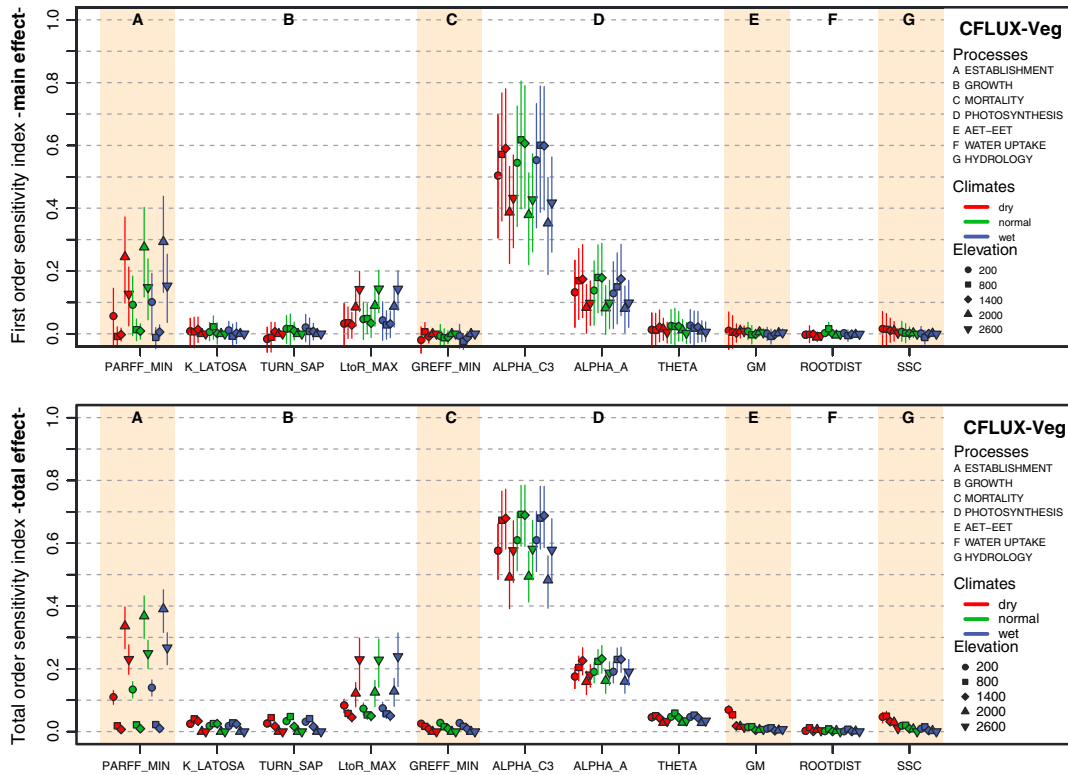 First order sensitivity index -main effect-
1.0
0.8
0.6
0.4
0.2
0.0
A B C D E F G
PARFF_MIN K_LATOSA TURN_SAP LtoR_MAX GREFF_MIN ALPHA_C3 ALPHA_A THETA GM ROOTDIST SSC
CFLUX-Veg
Processes
A ESTABLISHMENT
B GROWTH
C MORTALITY
D PHOTOSYNTHESIS
E AET-EET
F WATER UPTAKE
G HYDROLOGY
Climates
dry
normal
wet
Elevation
200
800
1400
2000
2600
Total order sensitivity index -total effect-
1.0
0.8
0.6
0.4
0.2
0.0
A B C D E F G
PARFF_MIN K_LATOSA TURN_SAP LtoR_MAX GREFF_MIN ALPHA_C3 ALPHA_A THETA GM ROOTDIST SSC
CFLUX-Veg
Processes
A ESTABLISHMENT
B GROWTH
C MORTALITY
D PHOTOSYNTHESIS
E AET-EET
F WATER UPTAKE
G HYDROLOGY
Climates
dry
normal
wet
Elevation
200
800
1400
2000
2600